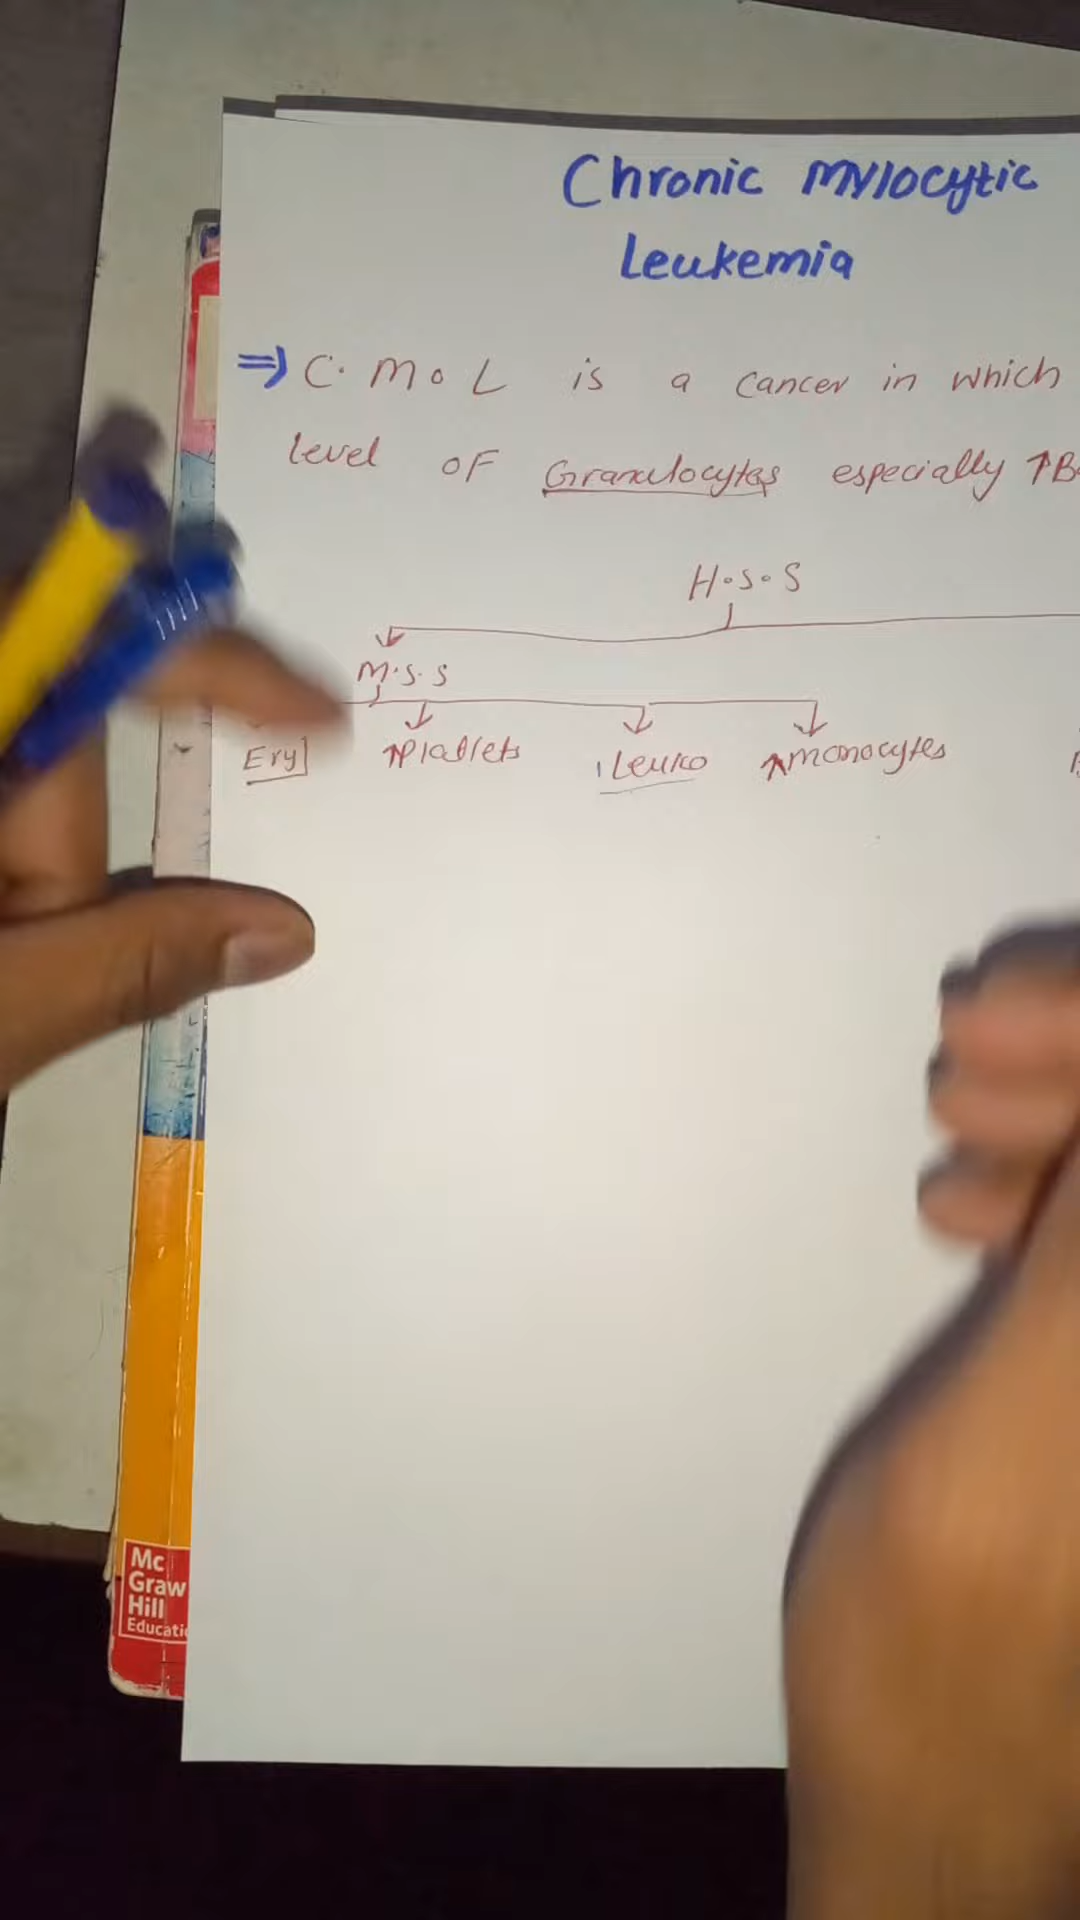 Chronic Mylocytic
Leukemia
⇒ C. M. L is a cancer in which
level OF Granulocytes especially ↑B
H.S.S
M.S.S
Ery ↑Platlets Leuko ↑Monocytes
Mc
Graw
Hill